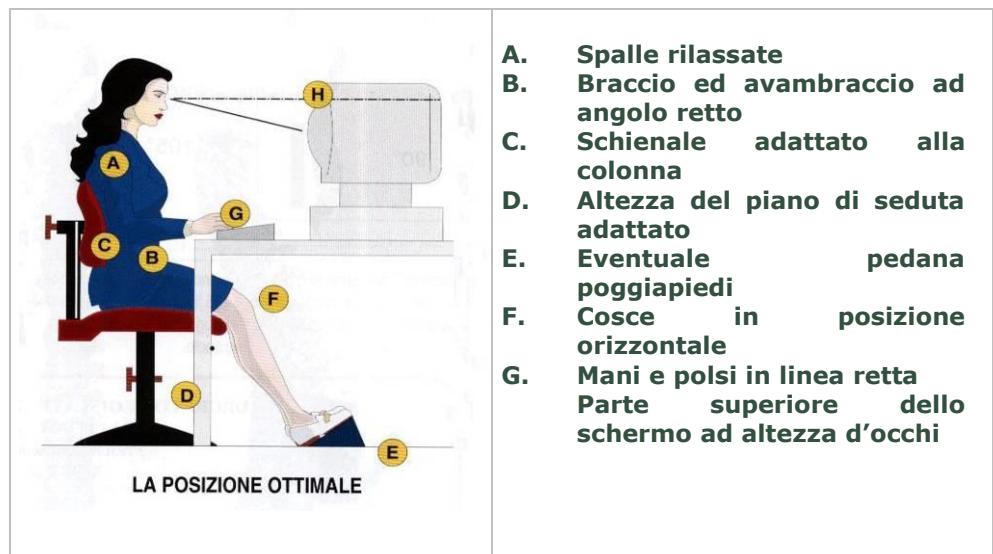 H
A
G
C
B
F
D
E
LA POSIZIONE OTTIMALE
A. Spalle rilassate
B. Braccio ed avambraccio ad
angolo retto
C. Schienale adattato alla
colonna
D. Altezza del piano di seduta
adattato
E. Eventuale pedana
poggiapiedi
F. Cosce in posizione
orizzontale
G. Mani e polsi in linea retta
Parte superiore dello
schermo ad altezza d’occhi